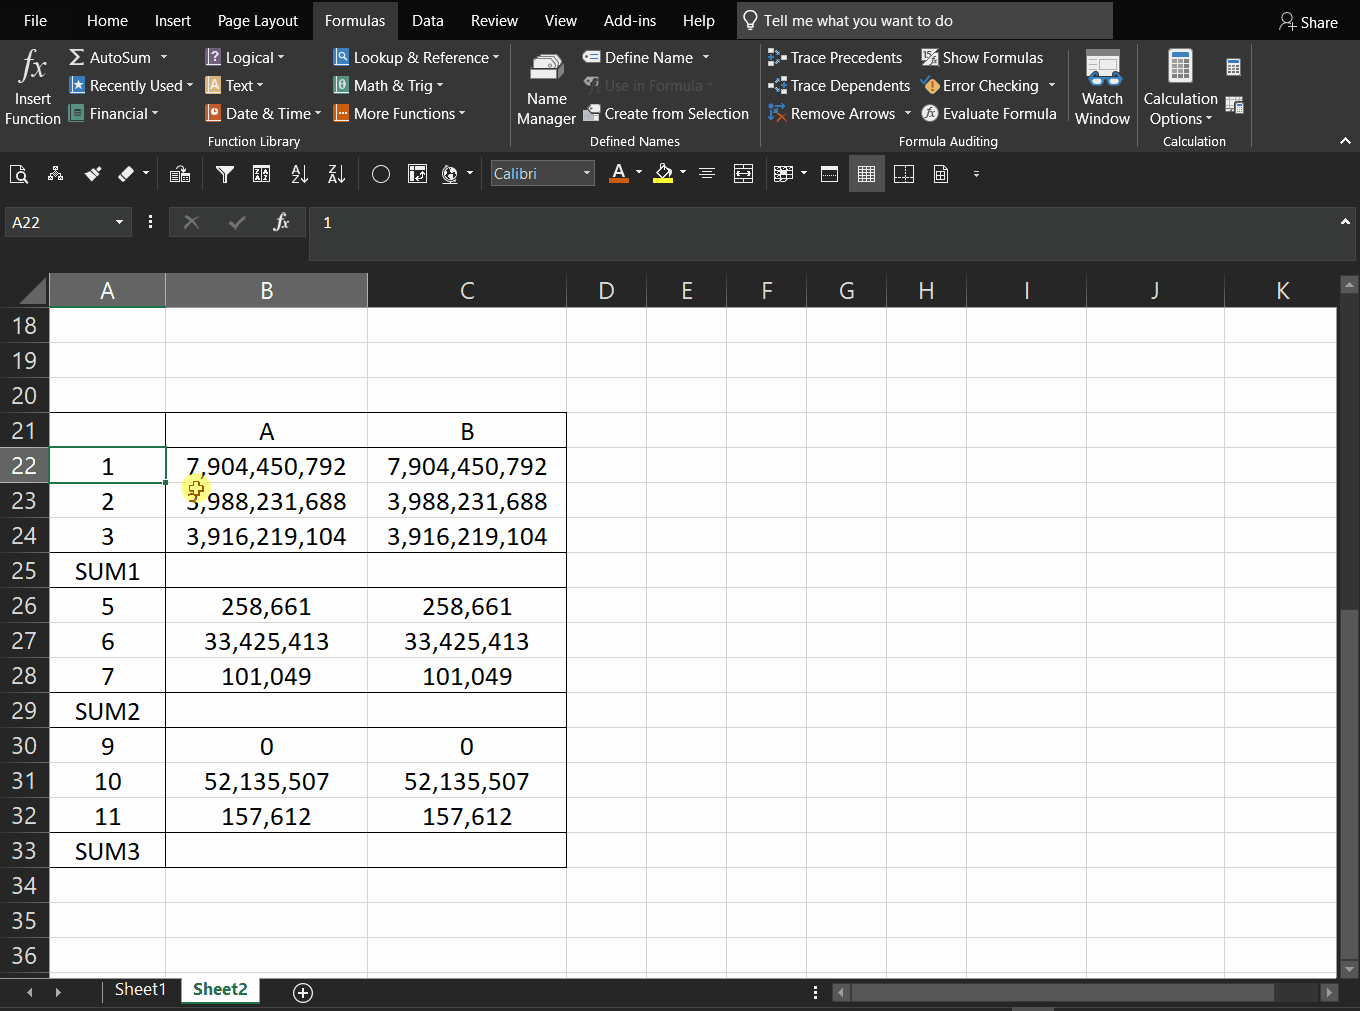 File Home Insert Page Layout Formulas Data Review View Add-ins Help Tell me what you want to do Share
fx AutoSum Logical Lookup & Reference Define Name Trace Precedents Show Formulas
Recently Used Text Math & Trig Use in Formula Trace Dependents Error Checking
Insert Function Financial Date & Time More Functions Name Manager Create from Selection Remove Arrows Evaluate Formula Watch Window Calculation Options
Function Library Defined Names Formula Auditing Calculation
Calibri
A22 fx 1
A B C D E F G H I J K
18
19
20
21 A B
22 1 7,904,450,792 7,904,450,792
23 2 3,988,231,688 3,988,231,688
24 3 3,916,219,104 3,916,219,104
25 SUM1
26 5 258,661 258,661
27 6 33,425,413 33,425,413
28 7 101,049 101,049
29 SUM2
30 9 0 0
31 10 52,135,507 52,135,507
32 11 157,612 157,612
33 SUM3
34
35
36
Sheet1 Sheet2